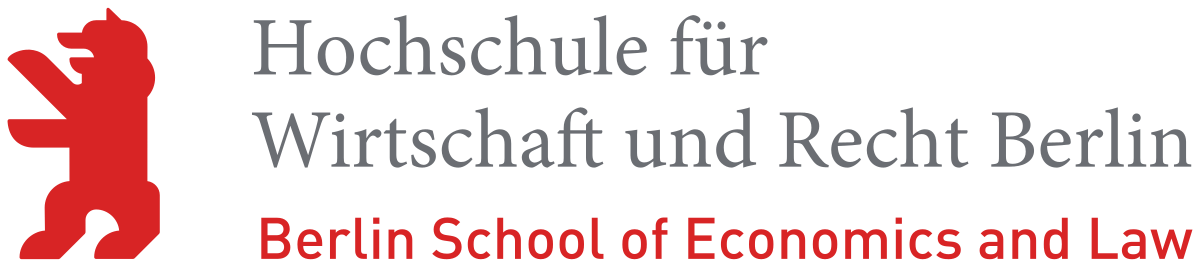 Hochschule für
Wirtschaft und Recht Berlin
Berlin School of Economics and Law